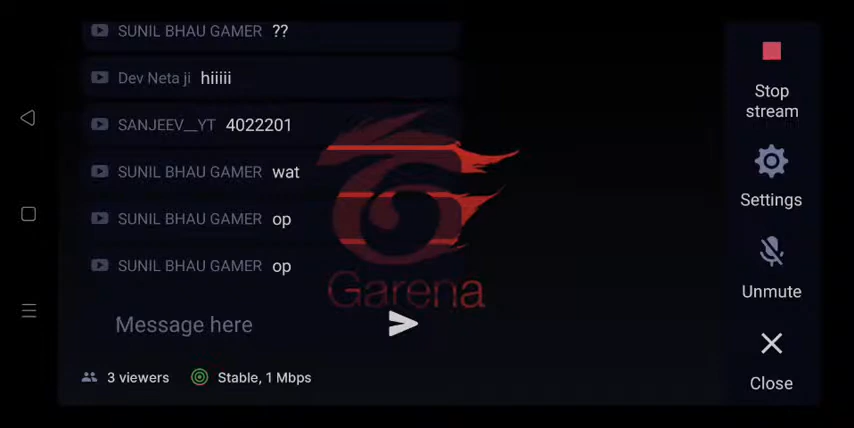 SUNIL BHAU GAMER ??
Dev Neta ji hiiiii
SANJEEV__YT 4022201
SUNIL BHAU GAMER wat
SUNIL BHAU GAMER op
SUNIL BHAU GAMER op
Garena
Message here
3 viewers Stable, 1 Mbps
Stop
stream
Settings
Unmute
Close